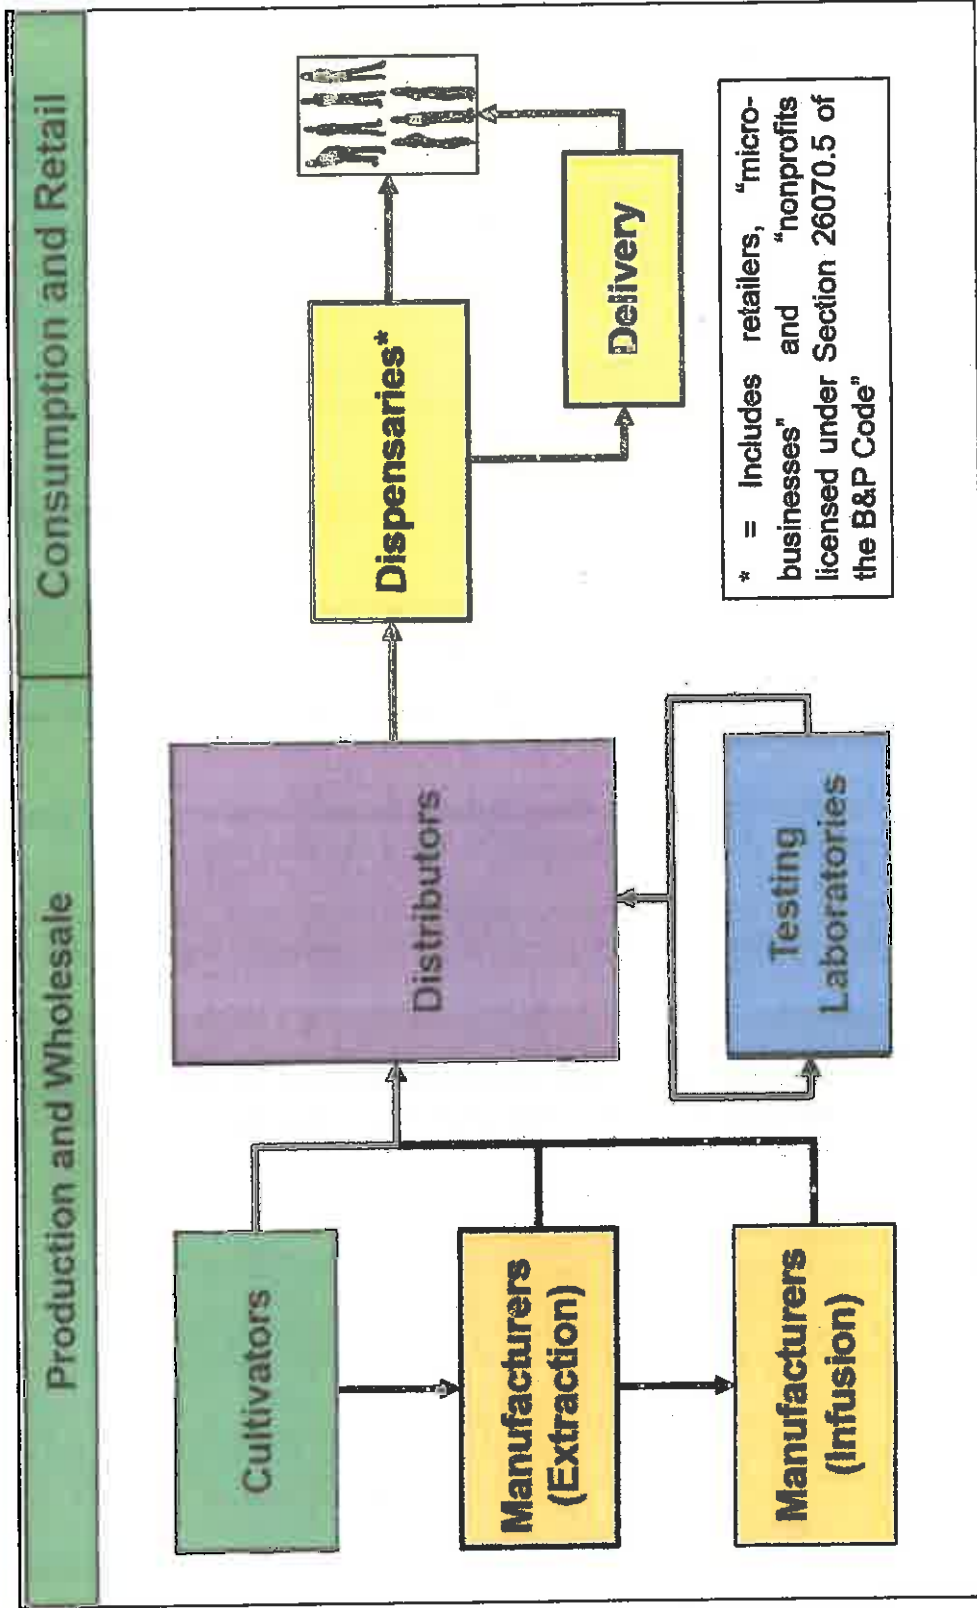 Production and Wholesale
Consumption and Retail
Cultivators
Manufacturers
(Extraction)
Manufacturers
(Infusion)
Distributors
Testing
Laboratories
Dispensaries*
Delivery
* = Includes retailers, "micro-
businesses" and "nonprofits
licensed under Section 26070.5 of
the B&P Code"